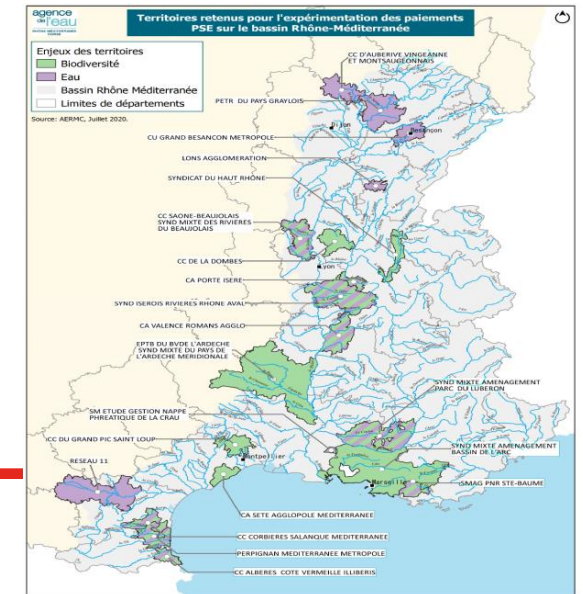 agence
de l'eau
Territoires retenus pour l'expérimentation des paiements
PSE sur le bassin Rhône-Méditerranée
Enjeux des territoires
Biodiversité
Eau
Bassin Rhône Méditerranée
Limites de départements
Source: AERMC, Juillet 2020.
CC D'AUBERIVE VINGEANNE
ET MONTSAUGEONNAIS
PETR DU PAYS GRAYLOIS
Dijon
Besançon
CU GRAND BESANCON METROPOLE
LONS AGGLOMERATION
SYNDICAT DU HAUT RHÔNE
CC SAONE-BEAUJOLAIS
SYND MIXTE DES RIVIERES
DU BEAUJOLAIS
CC DE LA DOMBES
Lyon
CA PORTE ISERE
SYND ISEROIS RIVIERES RHONE AVAL
CA VALENCE ROMANS AGGLO
EPTB DU BVDE L'ARDECHE
SYND MIXTE DU PAYS DE
L'ARDECHE MERIDIONALE
SYND MIXTE AMENAGEMENT
PARC DU LUBERON
SM ETUDE GESTION NAPPE
PHREATIQUE DE LA CRAU
CC DU GRAND PIC SAINT LOUP
SYND MIXTE AMENAGEMENT
BASSIN DE L'ARC
RESEAU 11
Montpellier
Marseille
SMAG PNR STE-BAUME
CA SETE AGGLOPOLE MEDITERRANEE
CC CORBIERES SALANQUE MEDITERRANEE
PERPIGNAN MEDITERRANEE METROPOLE
CC ALBERES COTE VERMEILLE ILLIBERIS